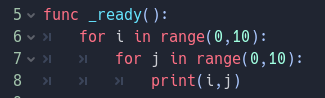 5 func _ready():
6 for i in range(0,10):
7 for j in range(0,10):
8 print(i,j)